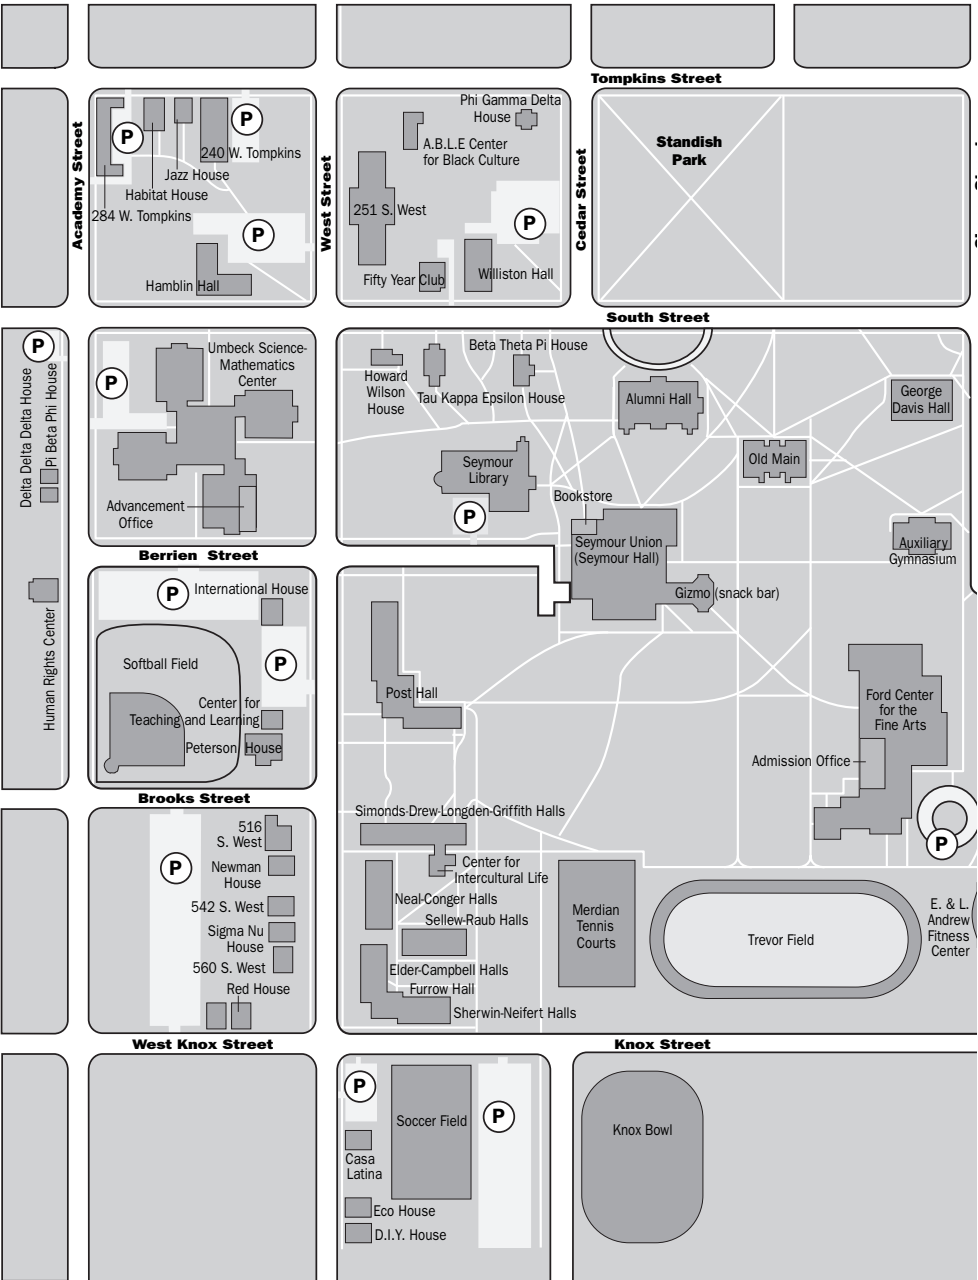 Tompkins Street
Academy Street
P
P
240 W. Tompkins
Jazz House
Habitat House
284 W. Tompkins
P
Hamblin Hall
West Street
Phi Gamma Delta
House
A.B.L.E Center
for Black Culture
251 S. West
P
Fifty Year Club
Williston Hall
Cedar Street
Standish
Park
South Street
P
Delta Delta Delta House
Pi Beta Phi House
Human Rights Center
P
Umbeck Science-
Mathematics
Center
Advancement
Office
Howard
Wilson
House
Beta Theta Pi House
Tau Kappa Epsilon House
Alumni Hall
George
Davis Hall
Seymour
Library
Old Main
P
Bookstore
Seymour Union
(Seymour Hall)
Auxiliary
Gymnasium
Gizmo (snack bar)
Berrien Street
P
International House
Softball Field
P
Center for
Teaching and Learning
Peterson House
Post Hall
Ford Center
for the
Fine Arts
Admission Office
P
Brooks Street
P
516
S. West
Newman
House
542 S. West
Sigma Nu
House
560 S. West
Red House
Simonds-Drew-Longden-Griffith Halls
Center for
Intercultural Life
Neal-Conger Halls
Sellew-Raub Halls
Elder-Campbell Halls
Furrow Hall
Sherwin-Neifert Halls
Merdian
Tennis
Courts
Trevor Field
E. & L.
Andrew
Fitness
Center
West Knox Street
Knox Street
P
Soccer Field
P
Casa
Latina
Eco House
D.I.Y. House
Knox Bowl